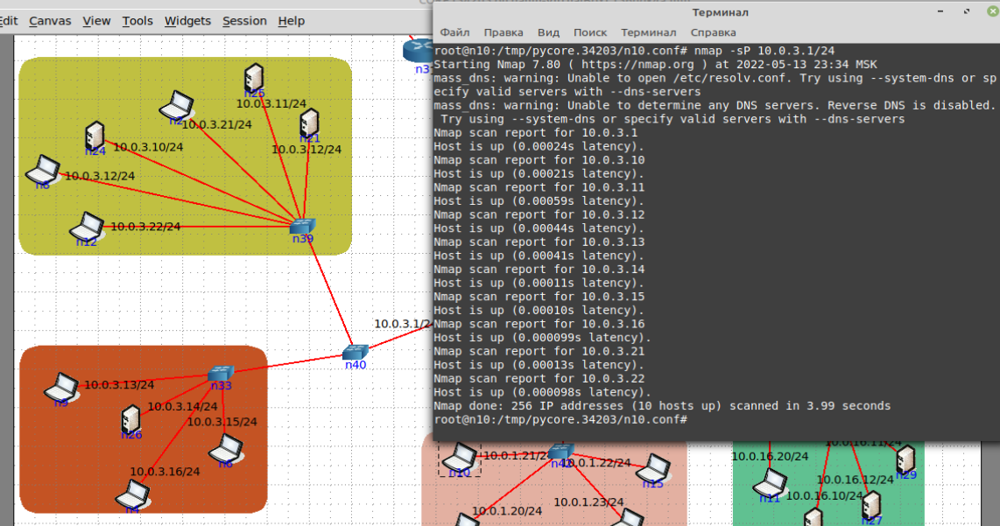 Edit Canvas View Tools Widgets Session Help
Терминал
Файл Правка Вид Поиск Терминал Справка
root@n10:/tmp/pycore.34203/n10.conf# nmap -sP 10.0.3.1/24
Starting Nmap 7.80 ( https://nmap.org ) at 2022-05-13 23:34 MSK
mass_dns: warning: Unable to open /etc/resolv.conf. Try using --system-dns or sp
ecify valid servers with --dns-servers
mass_dns: warning: Unable to determine any DNS servers. Reverse DNS is disabled.
Try using --system-dns or specify valid servers with --dns-servers
Nmap scan report for 10.0.3.1
Host is up (0.00024s latency).
Nmap scan report for 10.0.3.10
Host is up (0.00021s latency).
Nmap scan report for 10.0.3.11
Host is up (0.00059s latency).
Nmap scan report for 10.0.3.12
Host is up (0.00044s latency).
Nmap scan report for 10.0.3.13
Host is up (0.00041s latency).
Nmap scan report for 10.0.3.14
Host is up (0.00011s latency).
Nmap scan report for 10.0.3.15
Host is up (0.00010s latency).
Nmap scan report for 10.0.3.16
Host is up (0.000099s latency).
Nmap scan report for 10.0.3.21
Host is up (0.00013s latency).
Nmap scan report for 10.0.3.22
Host is up (0.000098s latency).
Nmap done: 256 IP addresses (10 hosts up) scanned in 3.99 seconds
root@n10:/tmp/pycore.34203/n10.conf#
n25
10.0.3.11/24
n2
10.0.3.21/24
n21
10.0.3.12/24
n24
10.0.3.10/24
10.0.3.12/24
n12
10.0.3.22/24
n39
10.0.3.1/24
n40
n33
10.0.3.13/24
10.0.3.14/24
n26
10.0.3.15/24
10.0.3.16/24
n4
n10
10.0.1.21/24
10.0.1.22/24
n15
10.0.1.20/24
10.0.1.23/24
10.0.16.20/24
10.0.16.11/24
n29
10.0.16.12/24
n11
10.0.16.10/24
n27